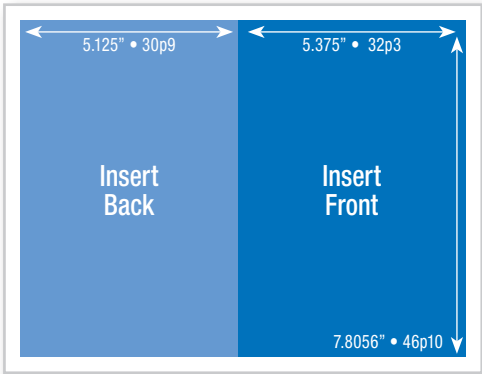 5.125” • 30p9
5.375” • 32p3
Insert
Back
Insert
Front
7.8056” • 46p10